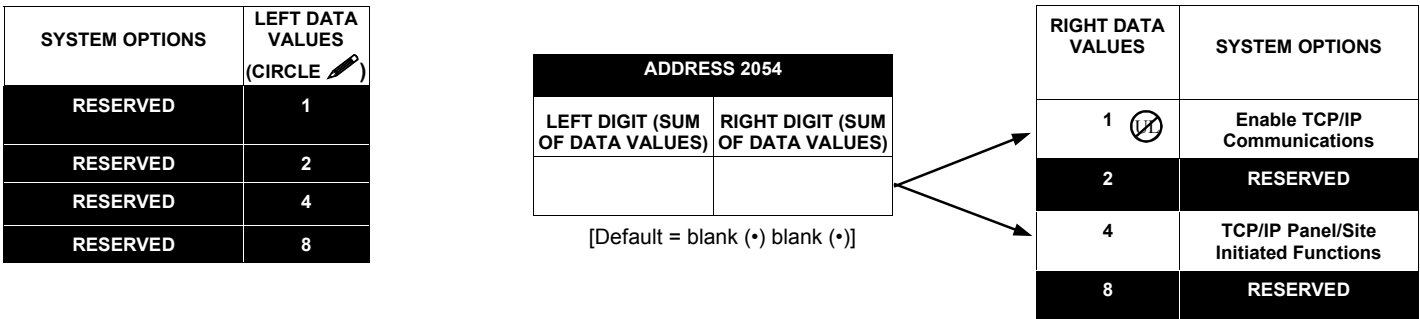 SYSTEM OPTIONS
LEFT DATA
VALUES
(CIRCLE )
RESERVED
1
RESERVED
2
RESERVED
4
RESERVED
8
ADDRESS 2054
LEFT DIGIT (SUM
OF DATA VALUES)
RIGHT DIGIT (SUM
OF DATA VALUES)
[Default = blank (•) blank (•)]
RIGHT DATA
VALUES
SYSTEM OPTIONS
1 UL
Enable TCP/IP
Communications
2
RESERVED
4
TCP/IP Panel/Site
Initiated Functions
8
RESERVED